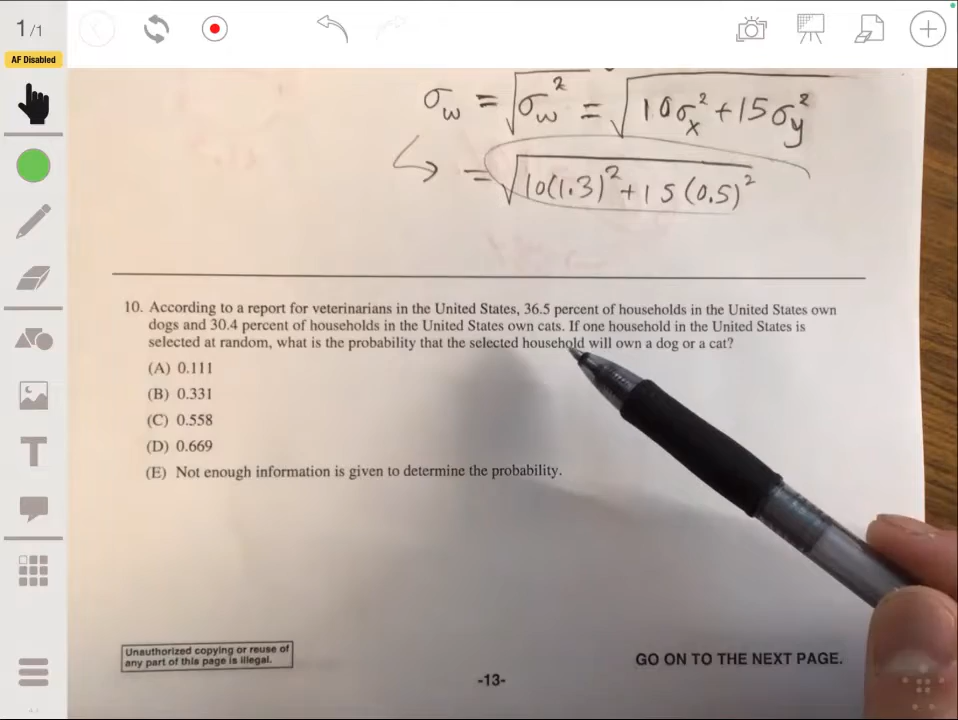 1/1
AF Disabled
σw = √σw² = √10σx² + 15σy²
↳ = √10(1.3)² + 15(0.5)²
10. According to a report for veterinarians in the United States, 36.5 percent of households in the United States own
dogs and 30.4 percent of households in the United States own cats. If one household in the United States is
selected at random, what is the probability that the selected household will own a dog or a cat?
(A) 0.111
(B) 0.331
(C) 0.558
(D) 0.669
(E) Not enough information is given to determine the probability.
Unauthorized copying or reuse of
any part of this page is illegal.
GO ON TO THE NEXT PAGE.
-13-